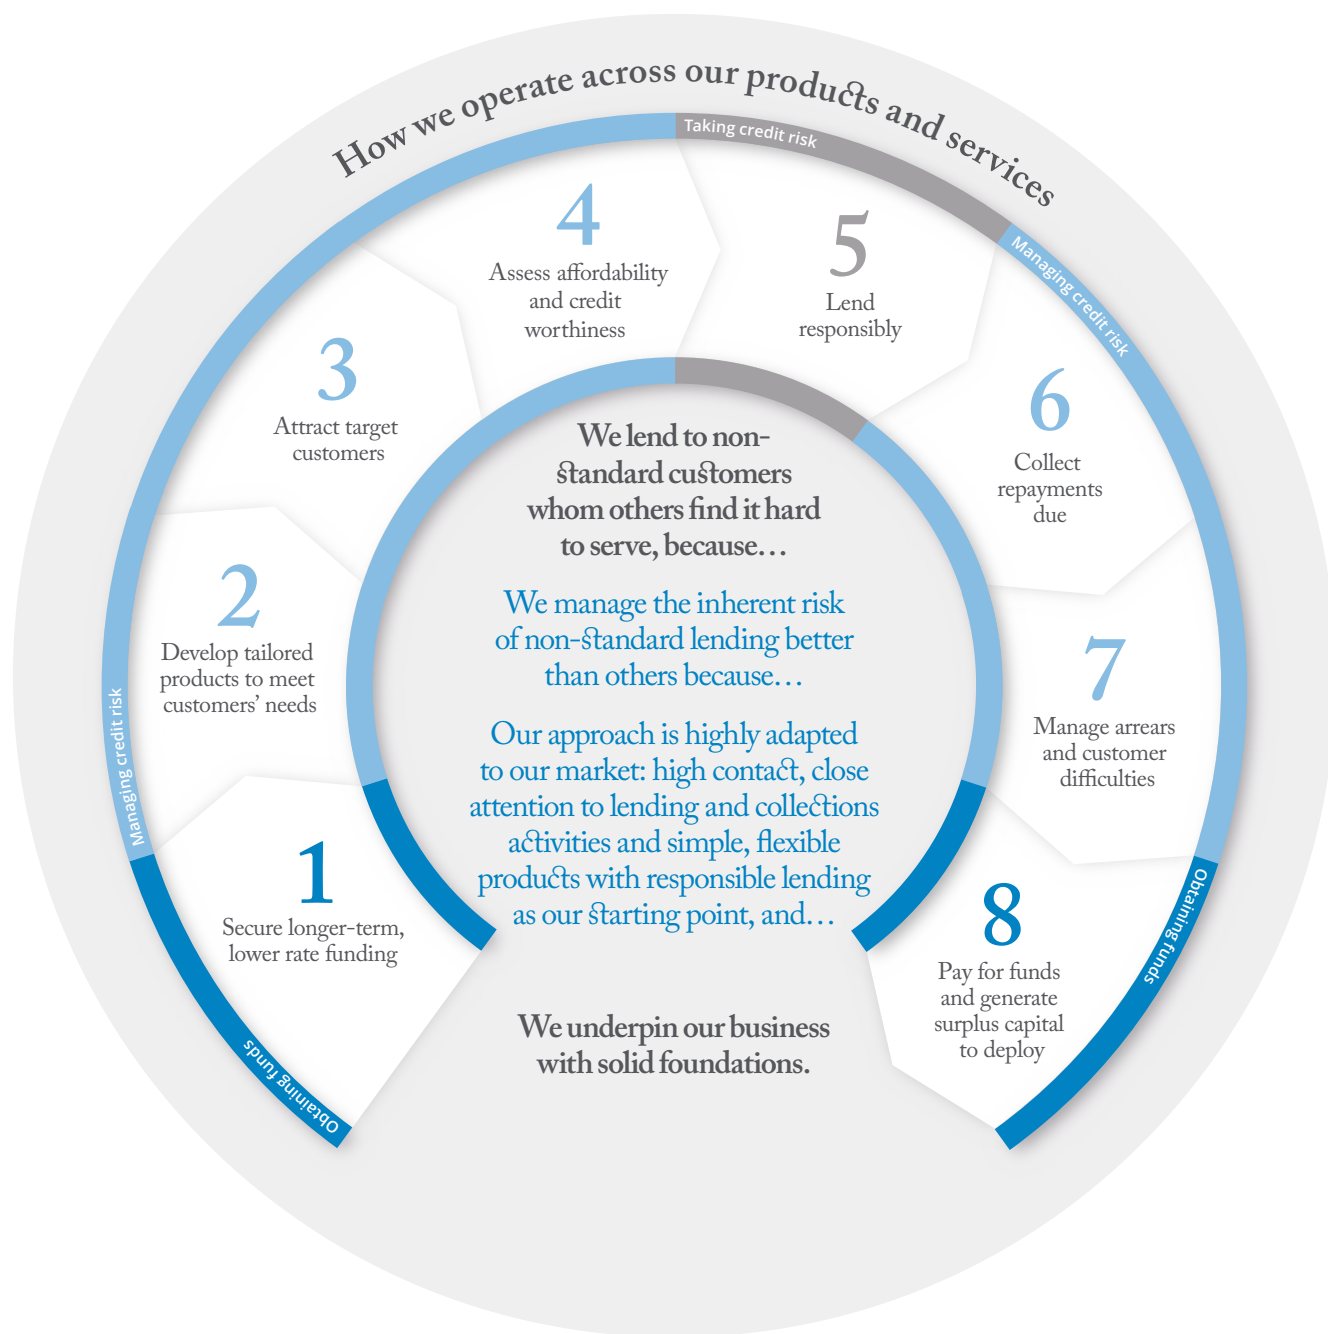 How we operate across our products and services
Obtaining funds
1
Secure longer-term,
lower rate funding
Managing credit risk
2
Develop tailored
products to meet
customers’ needs
3
Attract target
customers
4
Assess affordability
and credit
worthiness
Taking credit risk
5
Lend
responsibly
Managing credit risk
6
Collect
repayments
due
7
Manage arrears
and customer
difficulties
Obtaining funds
8
Pay for funds
and generate
surplus capital
to deploy
We lend to non-
standard customers
whom others find it hard
to serve, because…
We manage the inherent risk
of non-standard lending better
than others because…
Our approach is highly adapted
to our market: high contact, close
attention to lending and collections
activities and simple, flexible
products with responsible lending
as our starting point, and…
We underpin our business
with solid foundations.